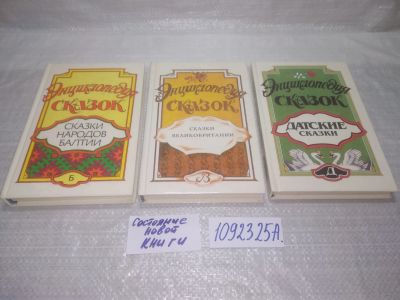 Энциклопедия
СКАЗОК
СКАЗКИ
НАРОДОВ
БАЛТИИ
Б
Энциклопедия
СКАЗОК
СКАЗКИ
ВЕЛИКОБРИТАНИИ
В
Энциклопедия
СКАЗОК
ДАТСКИЕ
СКАЗКИ
Д
Состояние
новой
книги
1092325А.